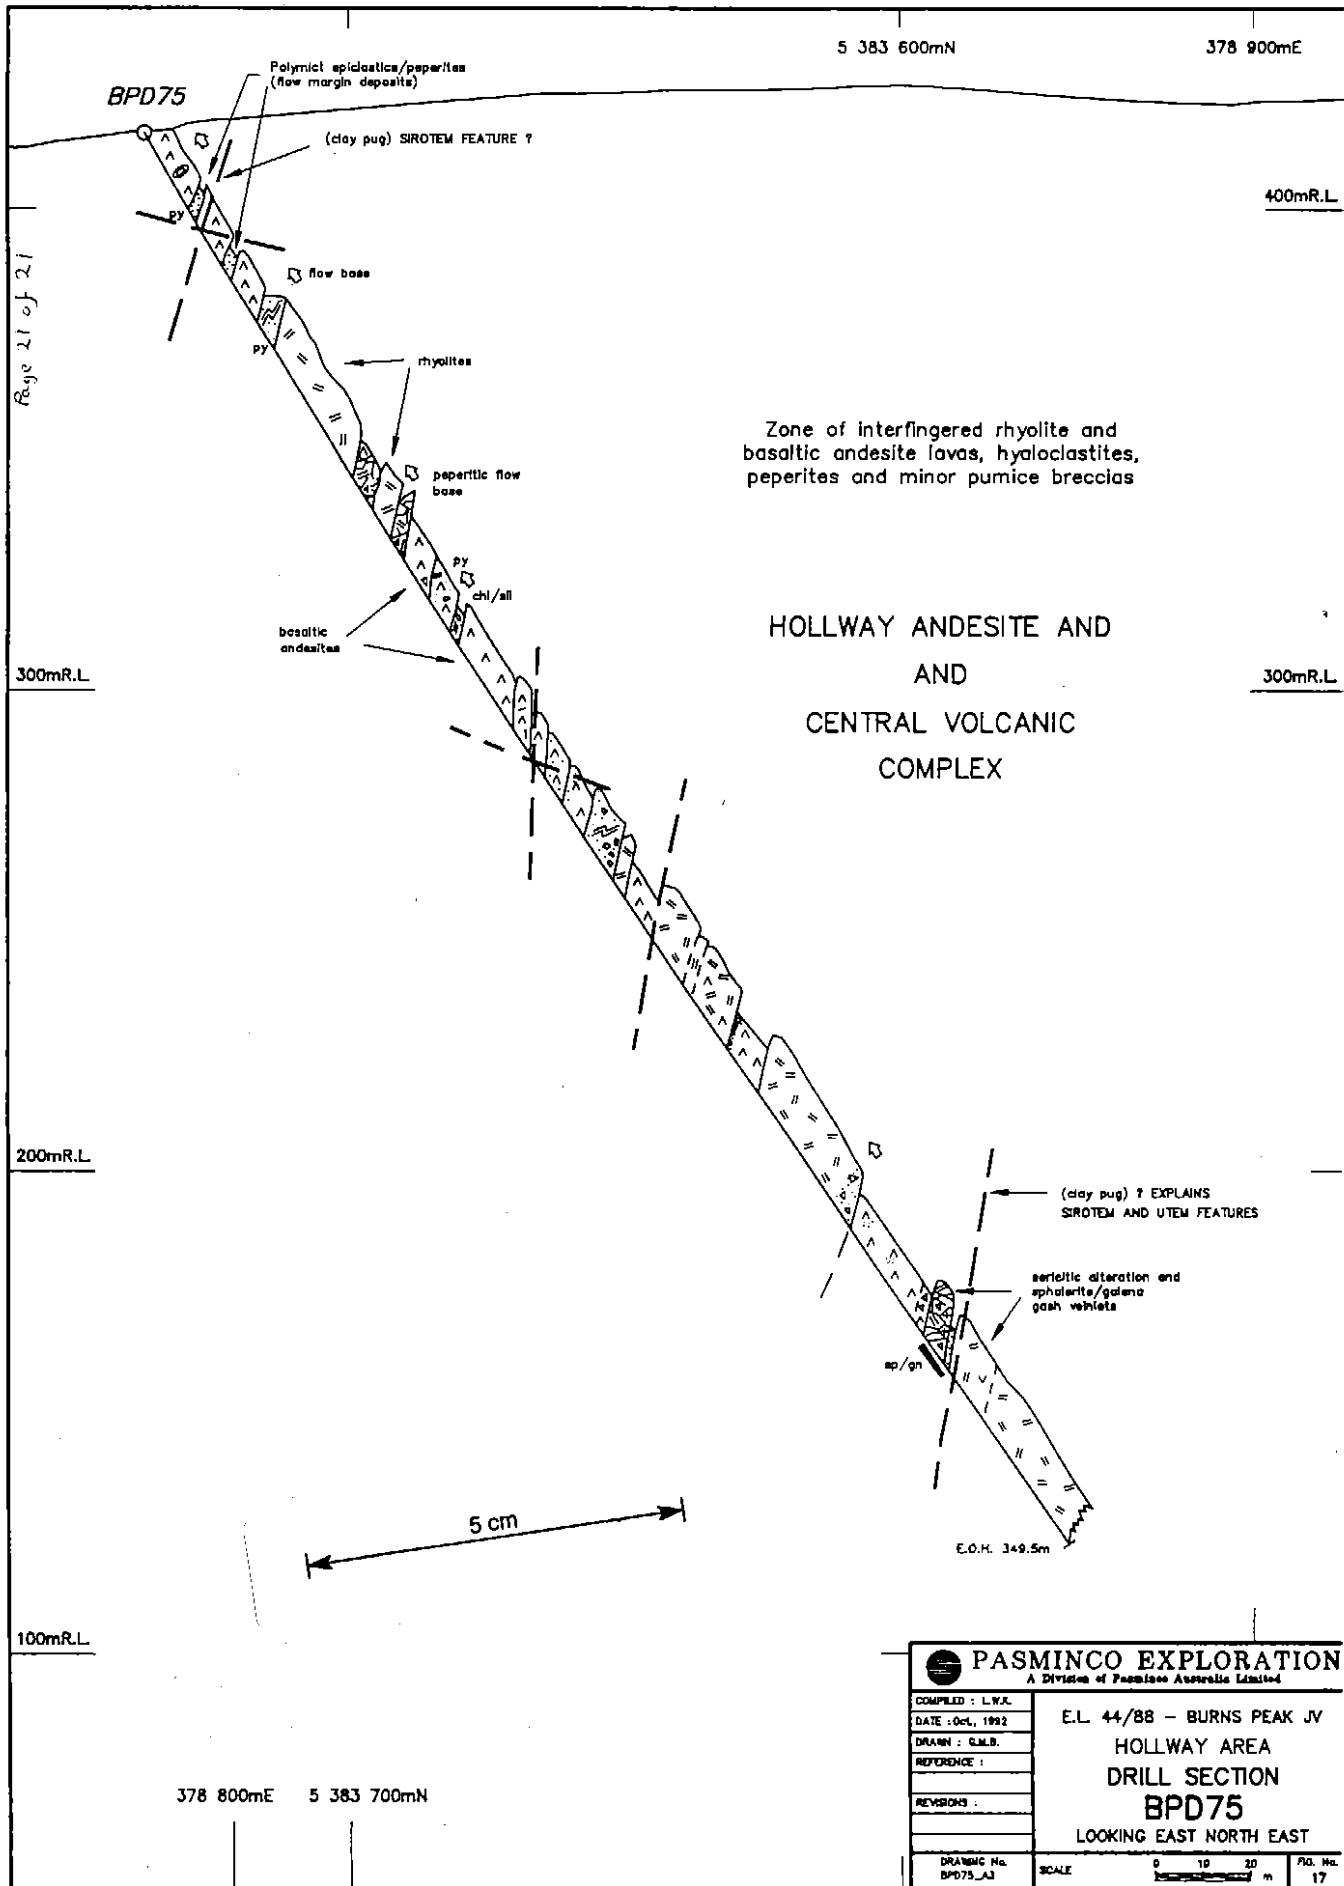 5 383 600mN
378 900mE
Polymict epiclastics/peperites
(flow margin deposits)
BPD75
(clay pug) SIROTEM FEATURE ?
400mR.L.
py
flow base
Page 21 of 21
py
rhyolites
Zone of interfingered rhyolite and
basaltic andesite lavas, hyaloclastites,
peperites and minor pumice breccias
peperitic flow
base
py
chl/sil
basaltic
andesites
HOLLWAY ANDESITE AND
AND
CENTRAL VOLCANIC
COMPLEX
300mR.L.
300mR.L.
200mR.L.
(clay pug) ? EXPLAINS
SIROTEM AND UTEM FEATURES
sericitic alteration and
sphalerite/galena
gash veinlets
sp/gn
5 cm
E.O.H. 349.5m
100mR.L.
378 800mE
5 383 700mN
PASMINCO EXPLORATION
A Division of Pasminco Australia Limited
COMPILED : L.W.K.
DATE : Oct., 1992
DRAWN : G.M.B.
REFERENCE :
REVISIONS :
E.L. 44/88 – BURNS PEAK JV
HOLLWAY AREA
DRILL SECTION
BPD75
LOOKING EAST NORTH EAST
DRAWING No.
BPD75_A3
SCALE
0 10 20 m
FIG. No.
17